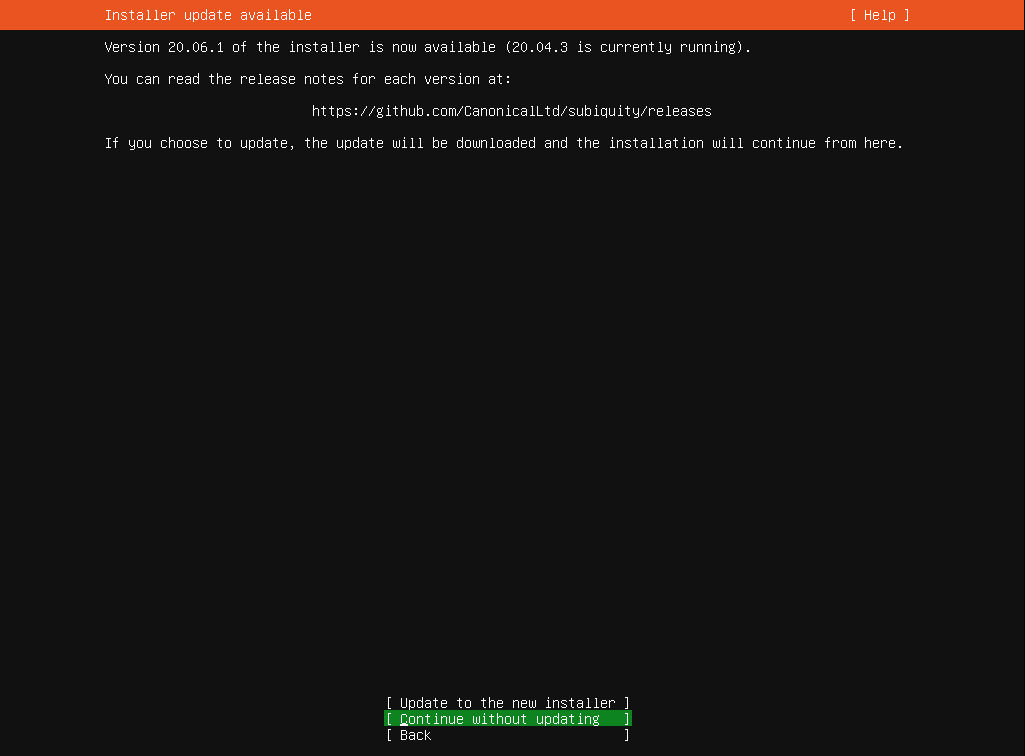 Installer update available [ Help ]
Version 20.06.1 of the installer is now available (20.04.3 is currently running).
You can read the release notes for each version at:
https://github.com/CanonicalLtd/subiquity/releases
If you choose to update, the update will be downloaded and the installation will continue from here.
[ Update to the new installer ]
[ Continue without updating ]
[ Back ]